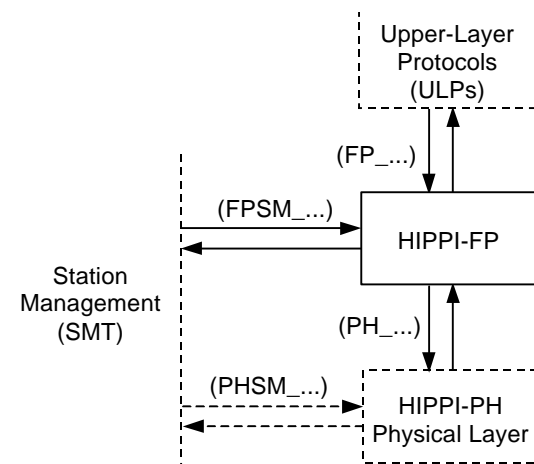 Upper-Layer
Protocols
(ULPs)
(FP_...)
(FPSM_...)
HIPPI-FP
Station
Management
(SMT)
(PH_...)
(PHSM_...)
HIPPI-PH
Physical Layer